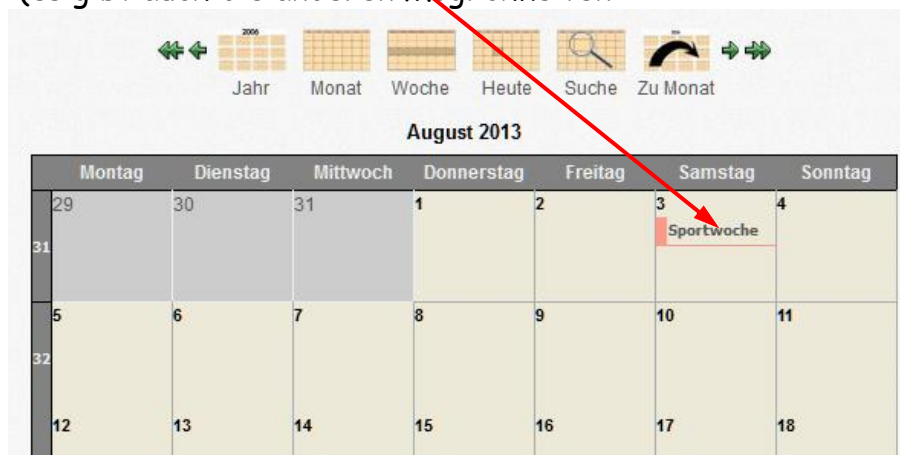 2006
Jahr Monat Woche Heute Suche Zu Monat
August 2013
Montag Dienstag Mittwoch Donnerstag Freitag Samstag Sonntag
29 30 31 1 2 3 4
Sportwoche
31
5 6 7 8 9 10 11
32
12 13 14 15 16 17 18